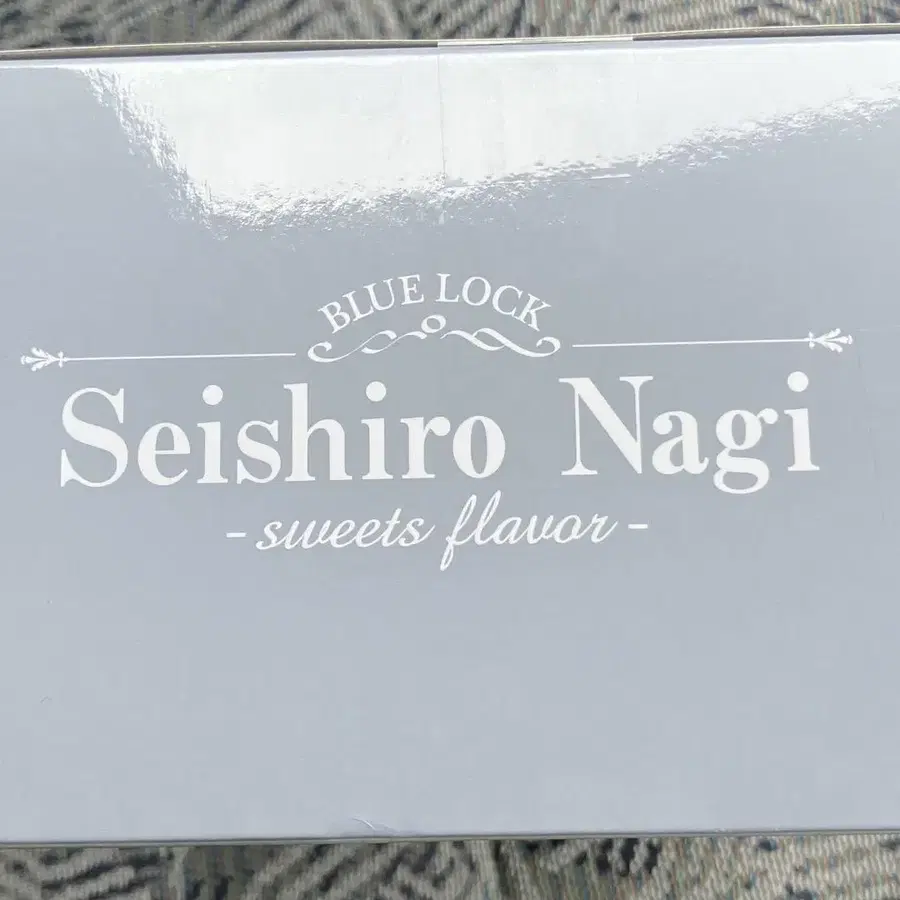 BLUE LOCK
Seishiro Nagi
-sweets flavor-